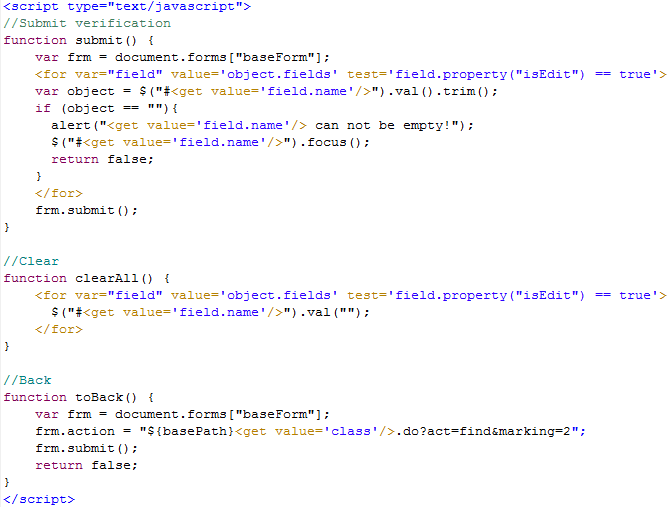 <script type="text/javascript">
//Submit verification
function submit() {
    var frm = document.forms["baseForm"];
    <for var="field" value='object.fields' test='field.property("isEdit") == true'>
    var object = $("#<get value='field.name'/>").val().trim();
    if (object == ""){
      alert("<get value='field.name'/> can not be empty!");
      $("#<get value='field.name'/>").focus();
      return false;
    }
    </for>
    frm.submit();
}

//Clear
function clearAll() {
    <for var="field" value='object.fields' test='field.property("isEdit") == true'>
      $("#<get value='field.name'/>").val("");
    </for>
}

//Back
function toBack() {
    var frm = document.forms["baseForm"];
    frm.action = "${basePath}<get value='class'/>.do?act=find&marking=2";
    frm.submit();
    return false;
}
</script>